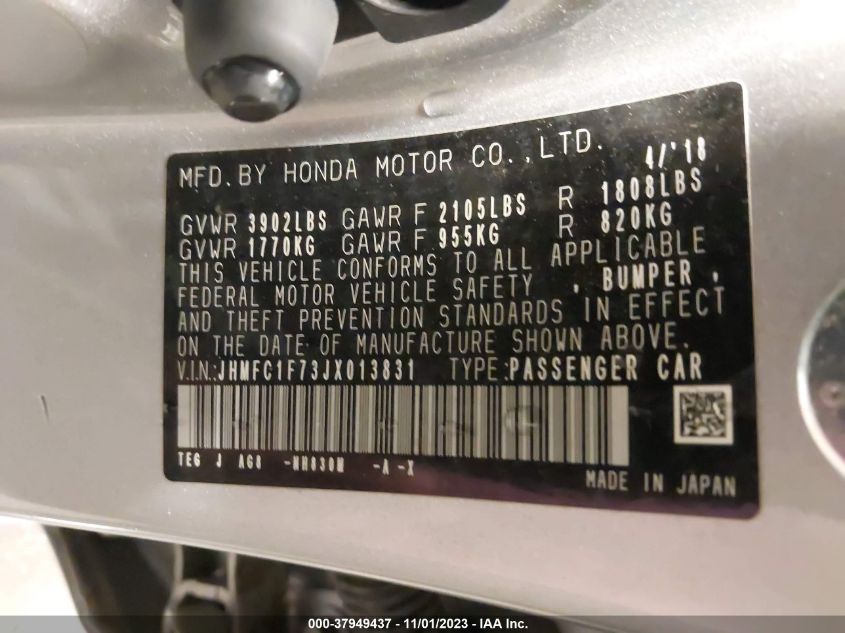 MFD. BY HONDA MOTOR CO., LTD. 4/'18
GVWR 3902LBS GAWR F 2105LBS R 1808LBS
GVWR 1770KG GAWR F 955KG R 820KG
THIS VEHICLE CONFORMS TO ALL APPLICABLE
FEDERAL MOTOR VEHICLE SAFETY , BUMPER ,
AND THEFT PREVENTION STANDARDS IN EFFECT
ON THE DATE OF MANUFACTURE SHOWN ABOVE.
V.I.N.:JHMFC1F73JX013831 TYPE:PASSENGER CAR
TEG J AG8 -NH830M -A -X
MADE IN JAPAN
000-37949437 - 11/01/2023 - IAA Inc.